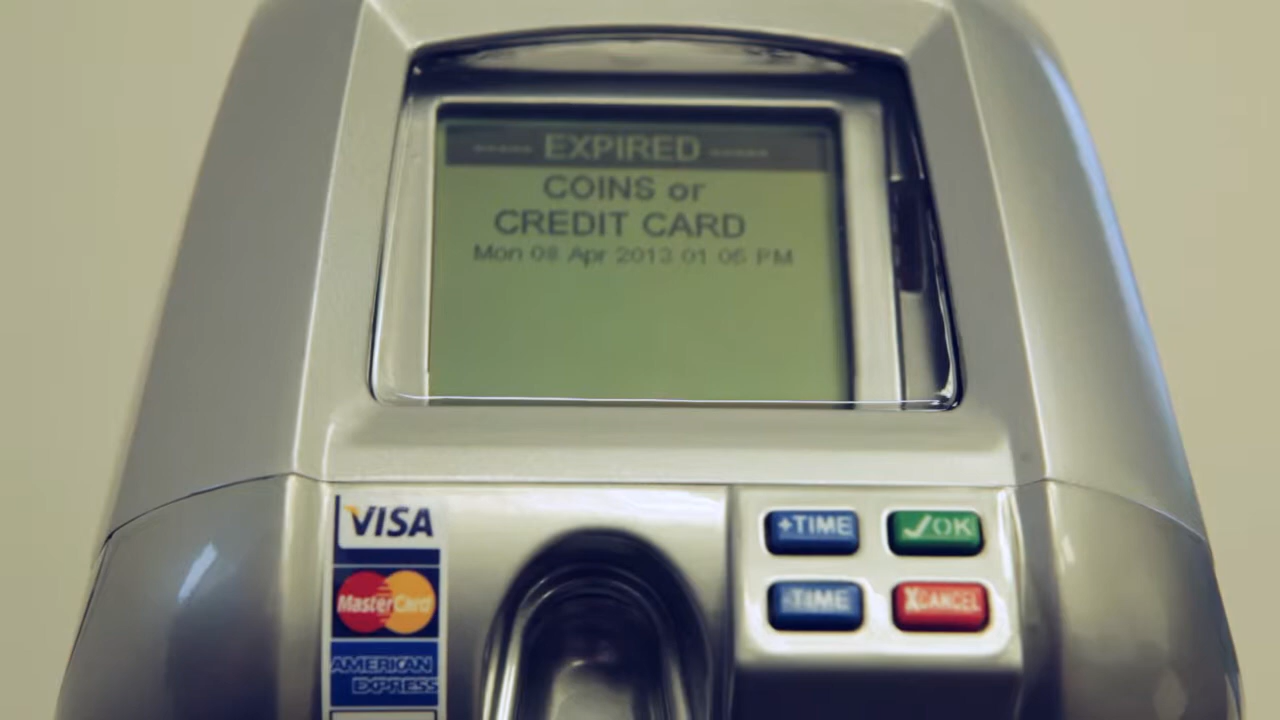 ----- EXPIRED -----
COINS or
CREDIT CARD
Mon 08 Apr 2013 01 05 PM
VISA
MasterCard
AMERICAN
EXPRESS
+TIME
✓OK
-TIME
XCANCEL